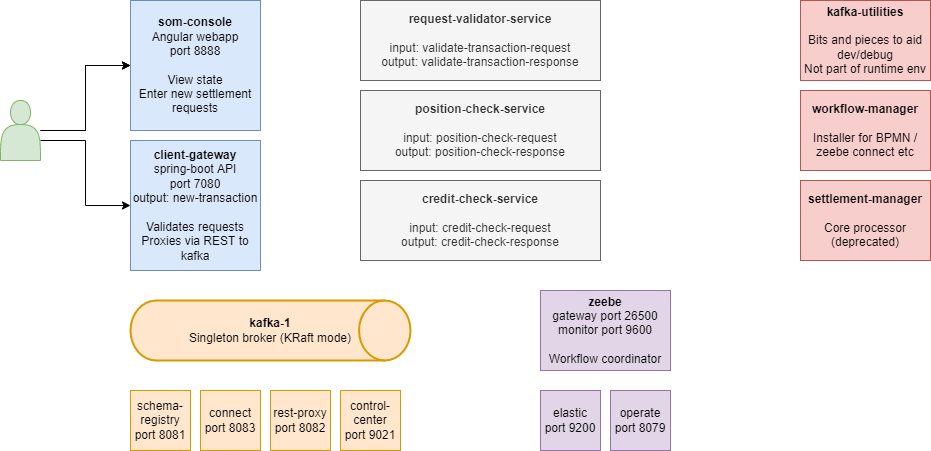 som-console
Angular webapp
port 8888
View state
Enter new settlement
requests
client-gateway
spring-boot API
port 7080
output: new-transaction
Validates requests
Proxies via REST to
kafka
request-validator-service
input: validate-transaction-request
output: validate-transaction-response
position-check-service
input: position-check-request
output: position-check-response
credit-check-service
input: credit-check-request
output: credit-check-response
kafka-utilities
Bits and pieces to aid
dev/debug
Not part of runtime env
workflow-manager
Installer for BPMN /
zeebe connect etc
settlement-manager
Core processor
(deprecated)
kafka-1
Singleton broker (KRaft mode)
zeebe
gateway port 26500
monitor port 9600
Workflow coordinator
schema-
registry
port 8081
connect
port 8083
rest-proxy
port 8082
control-
center
port 9021
elastic
port 9200
operate
port 8079